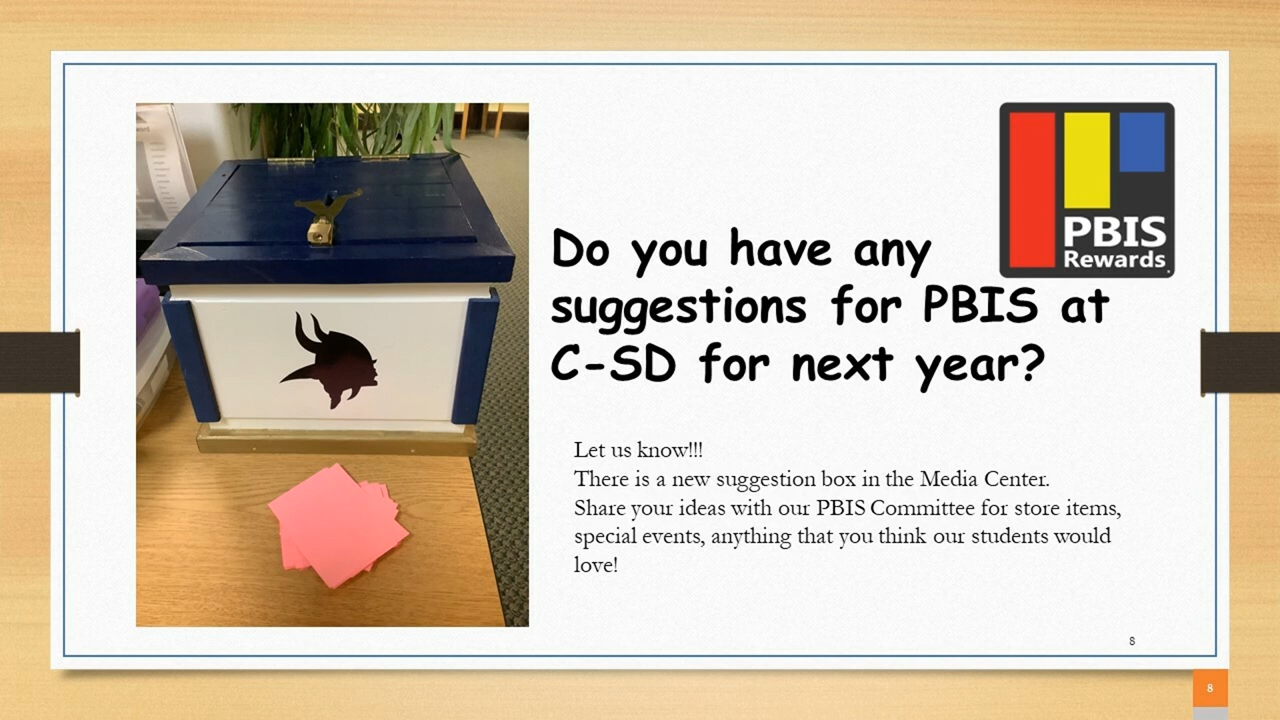 PBIS
Rewards
Do you have any
suggestions for PBIS at
C-SD for next year?
Let us know!!!
There is a new suggestion box in the Media Center.
Share your ideas with our PBIS Committee for store items,
special events, anything that you think our students would
love!
8
8